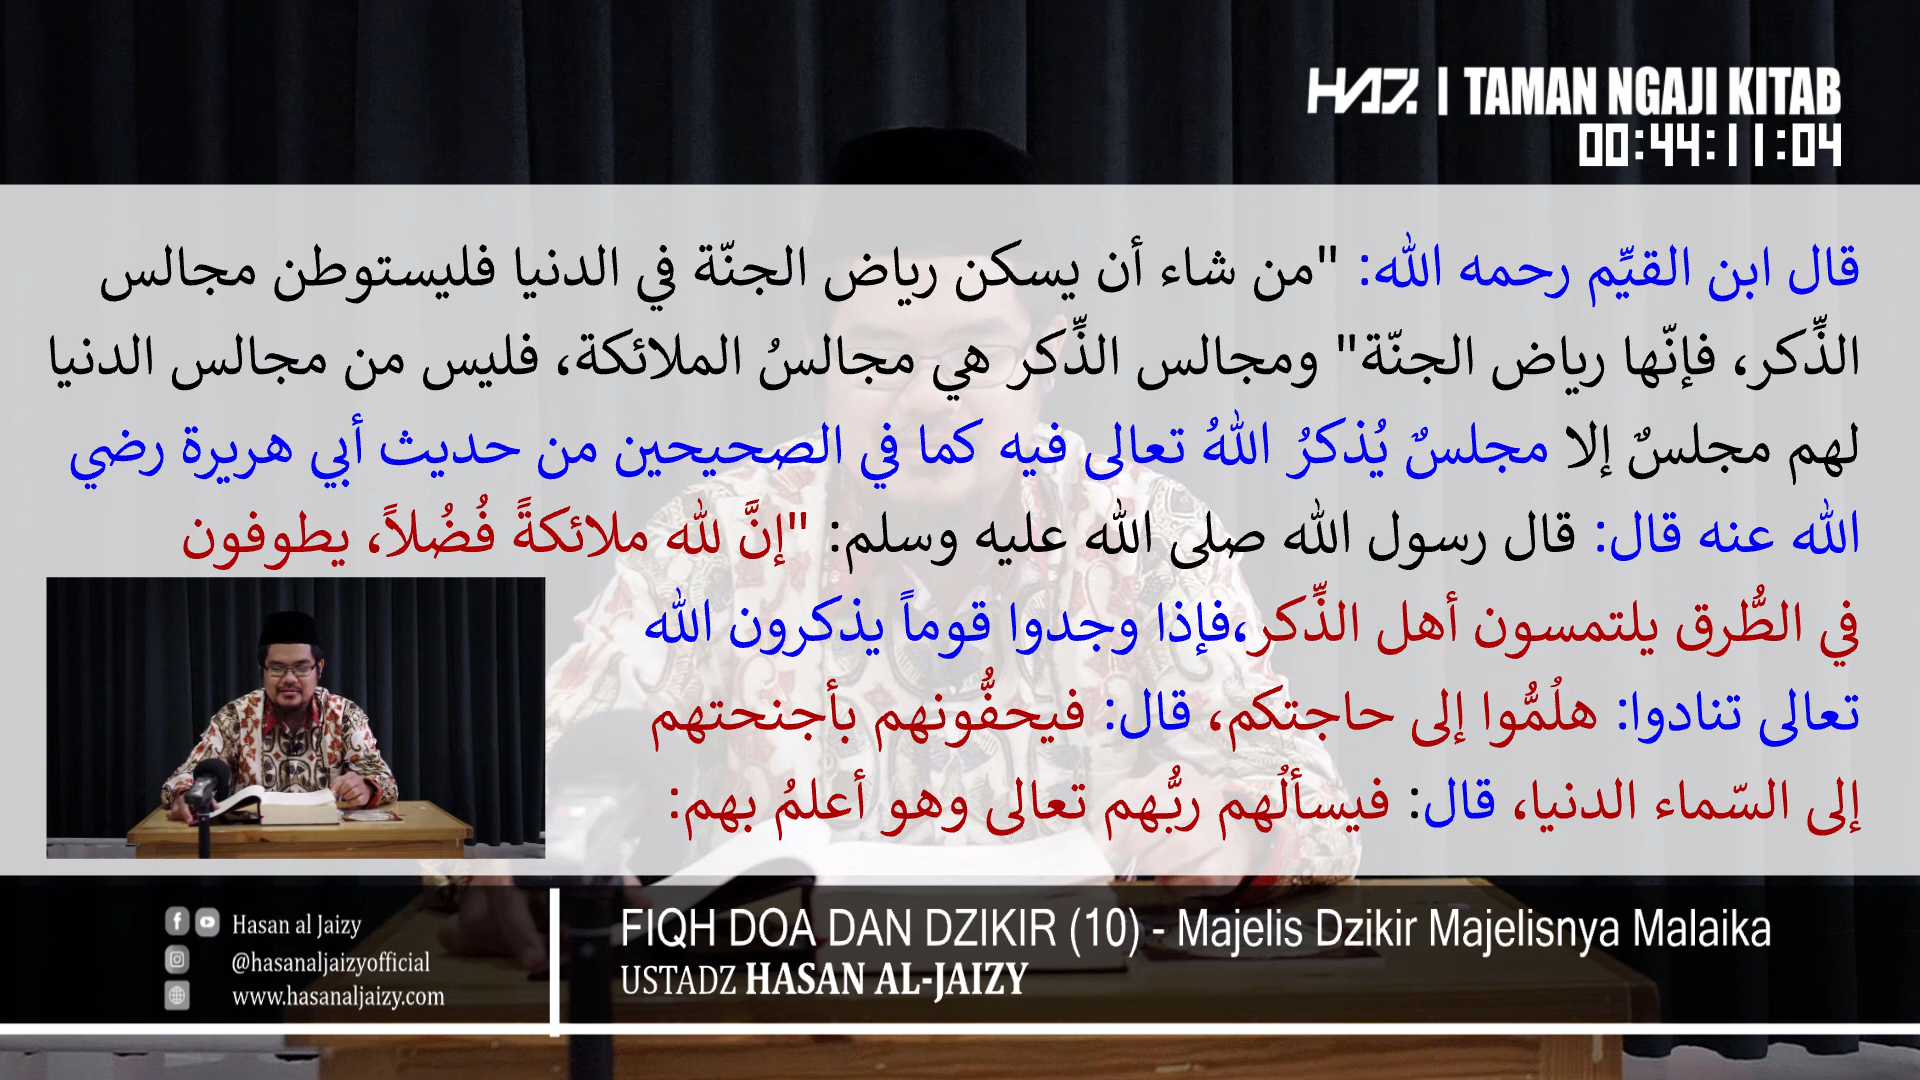 HAJ | TAMAN NGAJI KITAB
00:44:11:04
قال ابن القيِّم رحمه الله: "من شاء أن يسكن رياض الجنّة في الدنيا فليستوطن مجالس
الذِّكر، فإنّها رياض الجنّة" ومجالس الذِّكر هي مجالسُ الملائكة، فليس من مجالس الدنيا
لهم مجلسٌ إلا مجلسٌ يُذكرُ اللهُ تعالى فيه كما في الصحيحين من حديث أبي هريرة رضي
الله عنه قال: قال رسول الله صلى الله عليه وسلم: "إنَّ لله ملائكةً فُضُلاً، يطوفون
في الطُّرق يلتمسون أهل الذِّكر،فإذا وجدوا قوماً يذكرون الله
تعالى تنادوا: هلُمُّوا إلى حاجتكم، قال: فيحفُّونهم بأجنحتهم
إلى السّماء الدنيا، قال: فيسألُهم ربُّهم تعالى وهو أعلمُ بهم:
Hasan al Jaizy
@hasanaljaizyofficial
www.hasanaljaizy.com
FIQH DOA DAN DZIKIR (10) - Majelis Dzikir Majelisnya Malaika
USTADZ HASAN AL-JAIZY